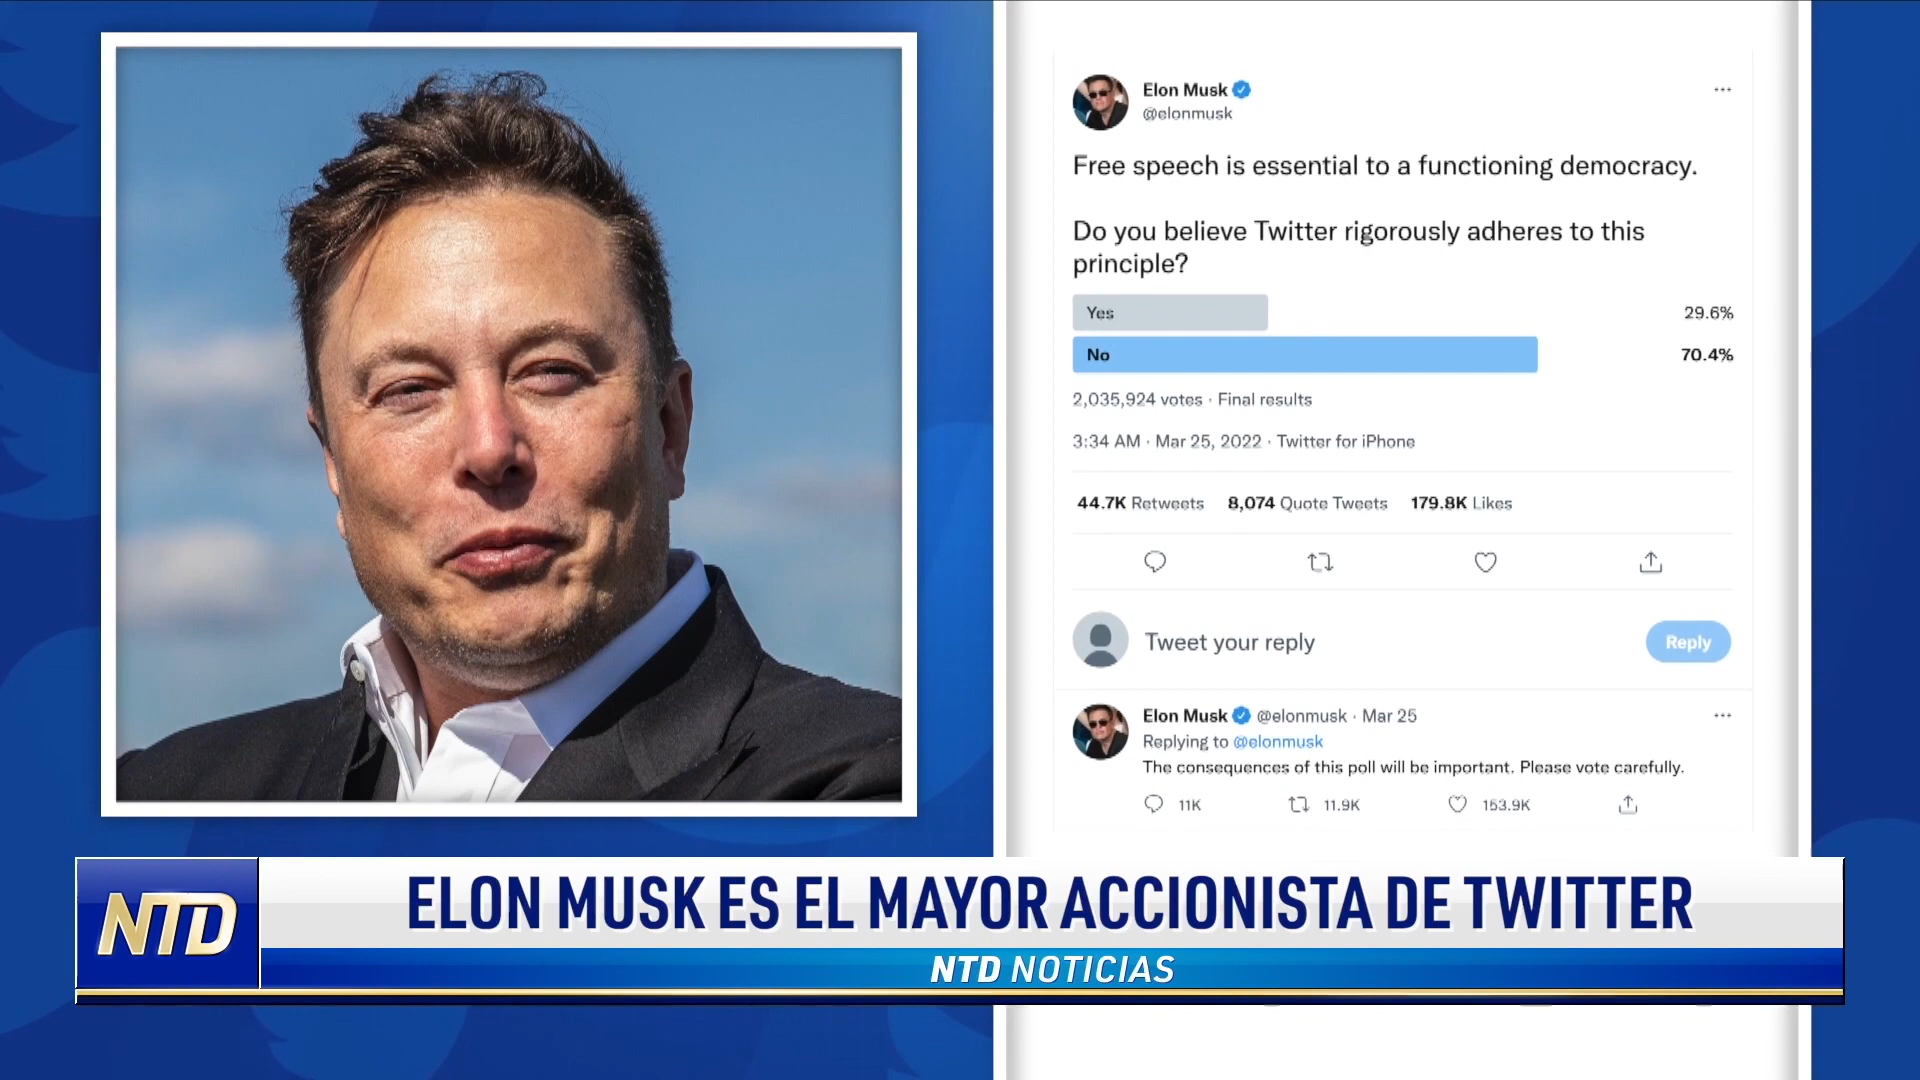 Elon Musk
@elonmusk
Free speech is essential to a functioning democracy.
Do you believe Twitter rigorously adheres to this
principle?
Yes 29.6%
No 70.4%
2,035,924 votes · Final results
3:34 AM · Mar 25, 2022 · Twitter for iPhone
44.7K Retweets 8,074 Quote Tweets 179.8K Likes
Tweet your reply Reply
Elon Musk @elonmusk · Mar 25
Replying to @elonmusk
The consequences of this poll will be important. Please vote carefully.
11K 11.9K 153.9K
NTD
ELON MUSK ES EL MAYOR ACCIONISTA DE TWITTER
NTD NOTICIAS